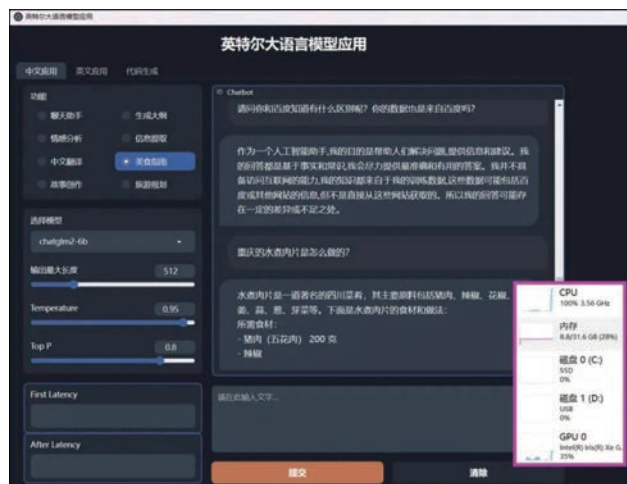 英特尔大语言模型应用
英特尔大语言模型应用
中文应用 英文应用 代码生成
功能
聊天助手 生成大纲
情感分析 信息提取
中文翻译 美食指南
故事创作 旅游规划
选择模型
chatglm2-6b
输出最大长度 512
Temperature 0.95
Top P 0.8
First Latency
After Latency
Chatbot
请问你和百度知道有什么区别呢?你的数据也是来自百度吗?
作为一个人工智能助手,我的目的是帮助人们解决问题,提供信息和建议。我
的回答都是基于事实和常识,我会尽力提供最准确和有用的答案。我并不具
备访问互联网的能力,我的知识都来自于我的训练数据,这些数据可能包括百
度或其他网站的信息,但不是直接从这些网站获取的。所以我的回答可能存
在一定的差异或不足之处。
重庆的水煮肉片是怎么做的?
水煮肉片是一道著名的四川菜肴,其主要原料包括猪肉、辣椒、花椒、
姜、蒜、葱、芽菜等。下面是水煮肉片的食材和做法:
所需食材:
- 猪肉(五花肉) 200 克
- 辣椒
请在此输入文字...
提交 清除
CPU
100% 3.56 GHz
内存
8.8/31.6 GB (28%)
磁盘 0 (C:)
SSD
0%
磁盘 1 (D:)
USB
0%
GPU 0
Intel(R) Iris(R) Xe G
35%